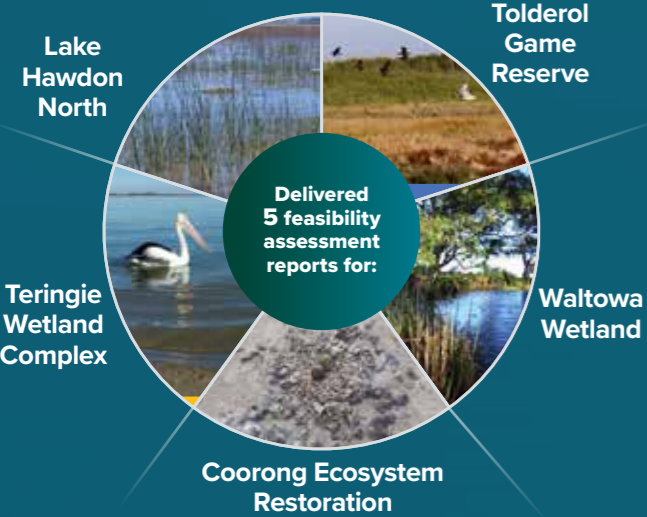 Delivered
5 feasibility
assessment
reports for:
Tolderol
Game
Reserve
Waltowa
Wetland
Coorong Ecosystem
Restoration
Teringie
Wetland
Complex
Lake
Hawdon
North